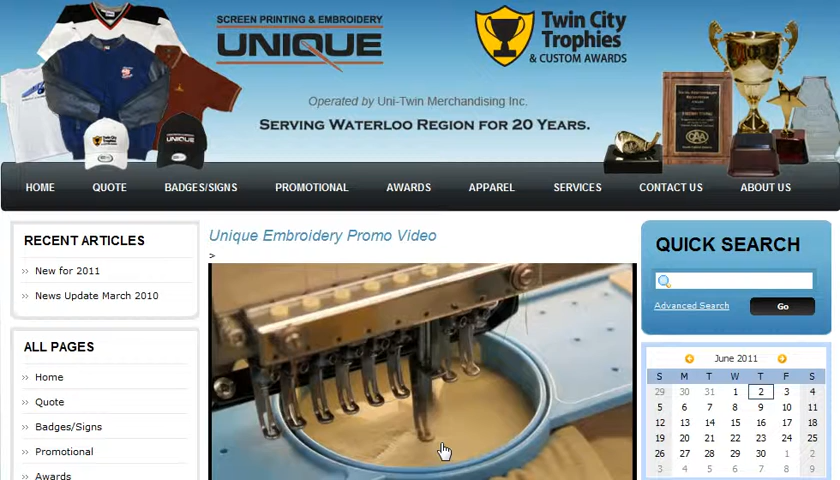 SCREEN PRINTING & EMBROIDERY
UNIQUE
Twin City
Trophies
& CUSTOM AWARDS
Operated by Uni-Twin Merchandising Inc.
SERVING WATERLOO REGION FOR 20 YEARS.
HOME QUOTE BADGES/SIGNS PROMOTIONAL AWARDS APPAREL SERVICES CONTACT US ABOUT US
RECENT ARTICLES
New for 2011
News Update March 2010
ALL PAGES
Home
Quote
Badges/Signs
Promotional
Awards
Unique Embroidery Promo Video
>
QUICK SEARCH
Advanced Search Go
June 2011
S M T W T F S
29 30 31 1 2 3 4
5 6 7 8 9 10 11
12 13 14 15 16 17 18
19 20 21 22 23 24 25
26 27 28 29 30 1 2
3 4 5 6 7 8 9